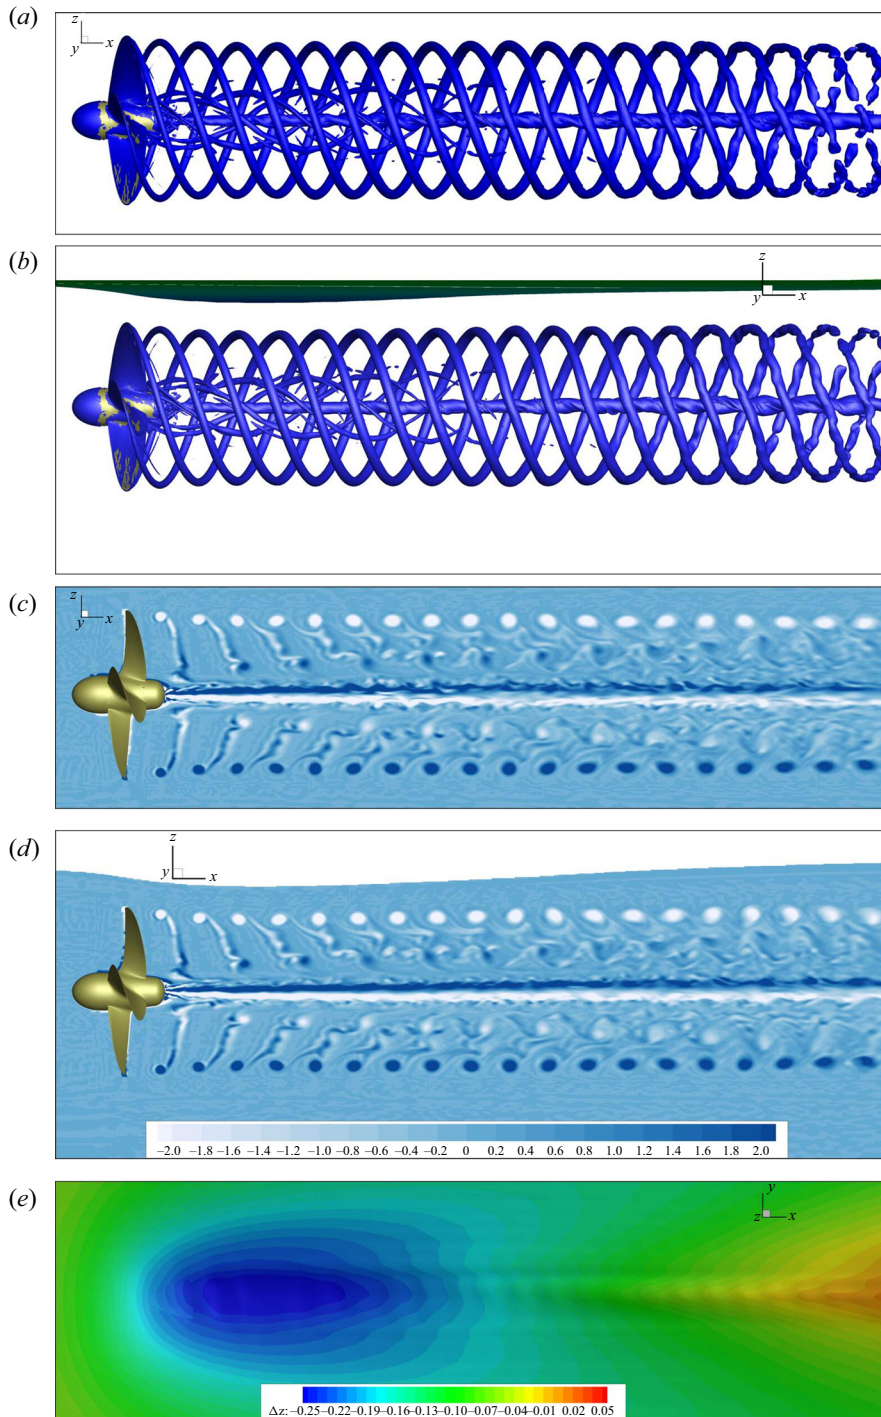 (a)
z
y x
(b)
z
y x
(c)
z
y x
(d)
z
y x
−2.0 −1.8 −1.6 −1.4 −1.2 −1.0 −0.8 −0.6 −0.4 −0.2 0 0.2 0.4 0.6 0.8 1.0 1.2 1.4 1.6 1.8 2.0
(e)
y
z x
Δz: −0.25 −0.22 −0.19 −0.16 −0.13 −0.10 −0.07 −0.04 −0.01 0.02 0.05